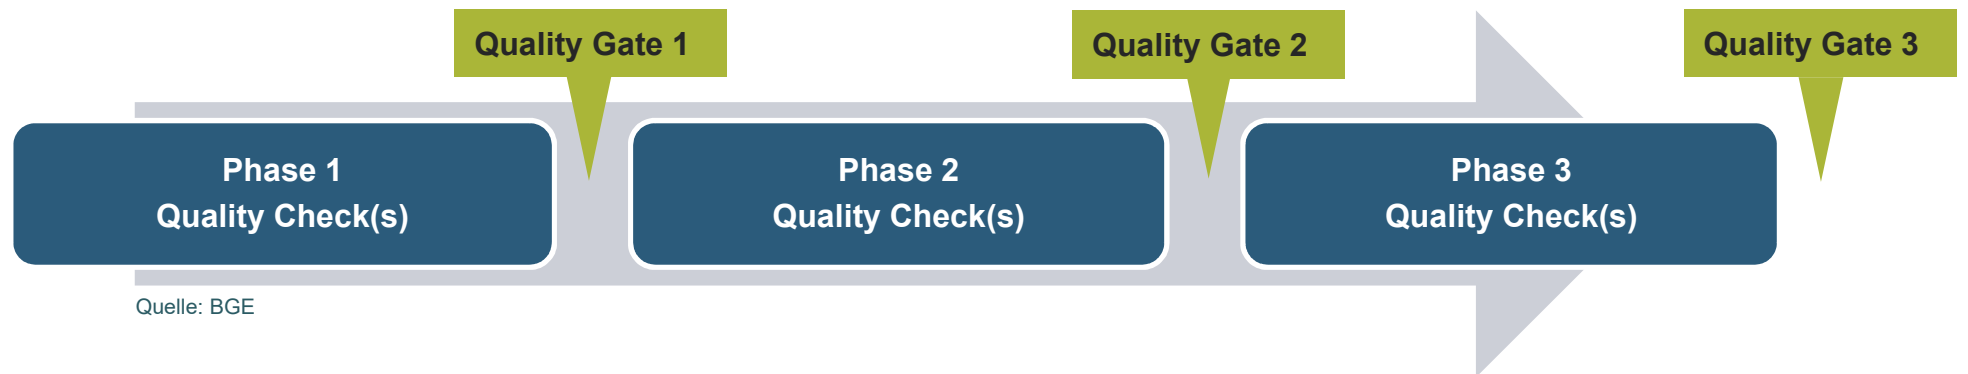 Quality Gate 1
Quality Gate 2
Quality Gate 3
Phase 1
Quality Check(s)
Phase 2
Quality Check(s)
Phase 3
Quality Check(s)
Quelle: BGE